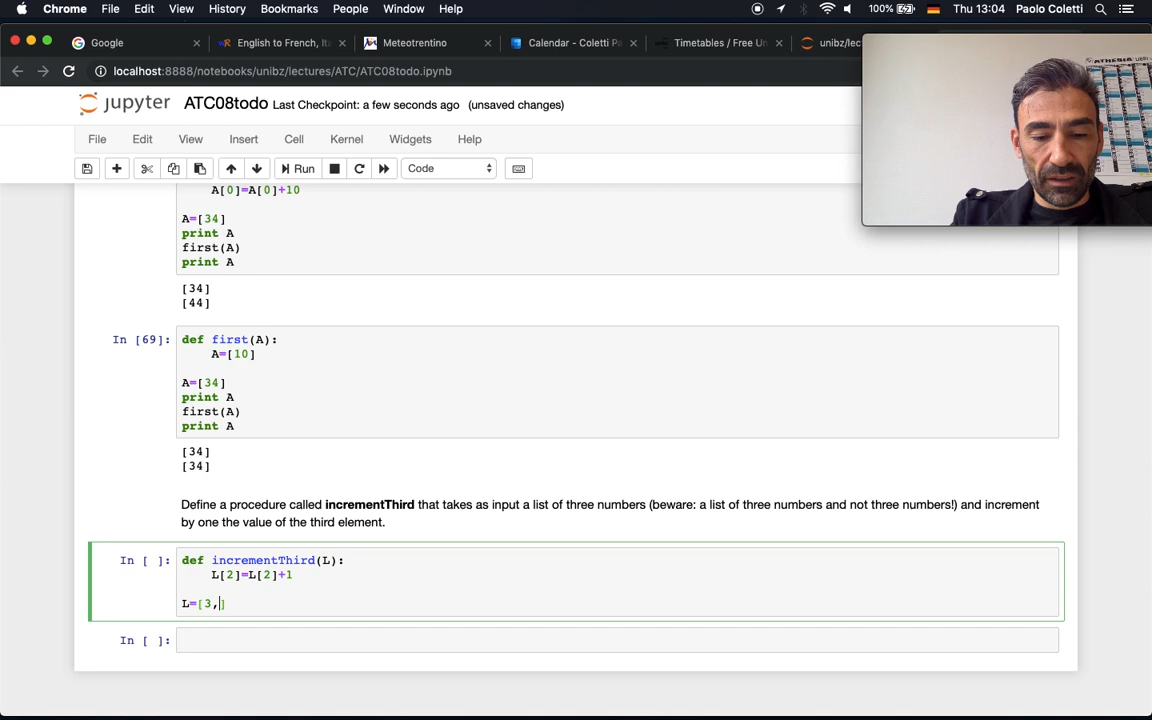 Chrome File Edit View History Bookmarks People Window Help 100% Thu 13:04 Paolo Coletti
Google English to French, Ita Meteotrentino Calendar - Coletti Pa Timetables / Free Un unibz/lec
localhost:8888/notebooks/unibz/lectures/ATC/ATC08todo.ipynb
jupyter ATC08todo Last Checkpoint: a few seconds ago (unsaved changes)
File Edit View Insert Cell Kernel Widgets Help
Run Code
A[0]=A[0]+10
A=[34]
print A
first(A)
print A
[34]
[44]
In [69]: def first(A):
A=[10]
A=[34]
print A
first(A)
print A
[34]
[34]
Define a procedure called incrementThird that takes as input a list of three numbers (beware: a list of three numbers and not three numbers!) and increment
by one the value of the third element.
In [ ]: def incrementThird(L):
L[2]=L[2]+1
L=[3,]
In [ ]: